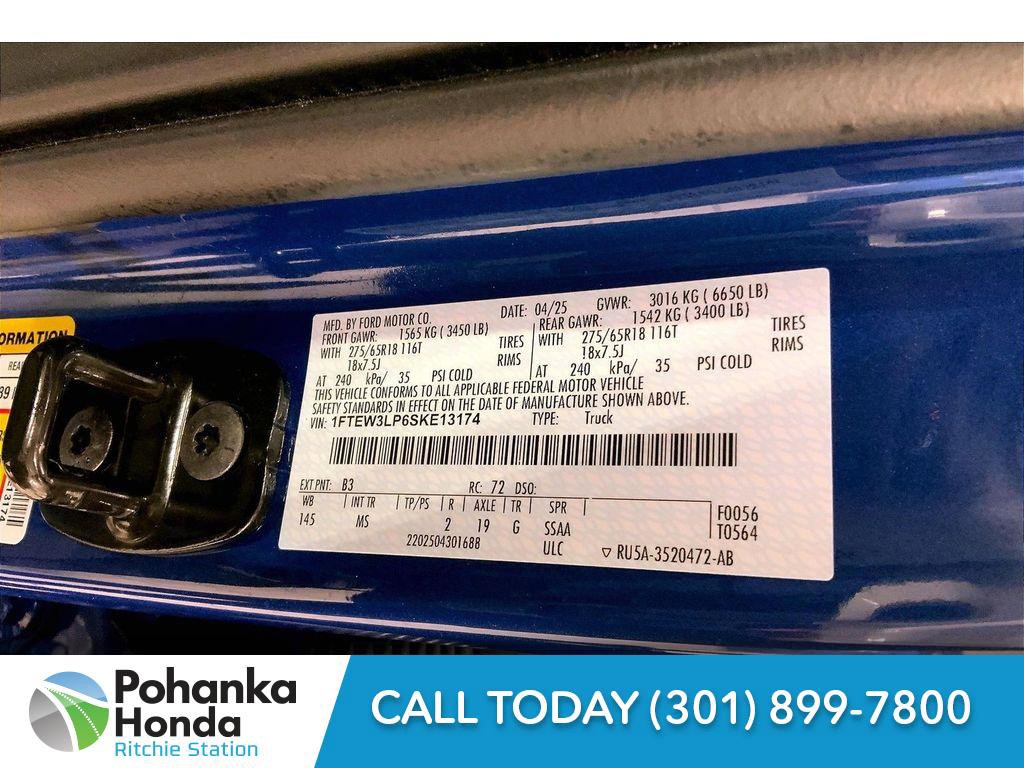 MFD. BY FORD MOTOR CO. DATE: 04/25 GVWR: 3016 KG ( 6650 LB)
FRONT GAWR: 1565 KG ( 3450 LB) REAR GAWR: 1542 KG ( 3400 LB)
WITH 275/65R18 116T TIRES WITH 275/65R18 116T TIRES
18x7.5J RIMS 18x7.5J RIMS
AT 240 kPa/ 35 PSI COLD AT 240 kPa/ 35 PSI COLD
THIS VEHICLE CONFORMS TO ALL APPLICABLE FEDERAL MOTOR VEHICLE
SAFETY STANDARDS IN EFFECT ON THE DATE OF MANUFACTURE SHOWN ABOVE.
VIN: 1FTEW3LP6SKE13174 TYPE: Truck
EXT PNT: B3 RC: 72 DSO:
WB INT TR TP/PS R AXLE TR SPR F0056
145 MS 2 19 G SSAA T0564
2202504301688 ULC
▽ RU5A-3520472-AB
ORMATION
REA
13174
Pohanka
Honda
Ritchie Station
CALL TODAY (301) 899-7800